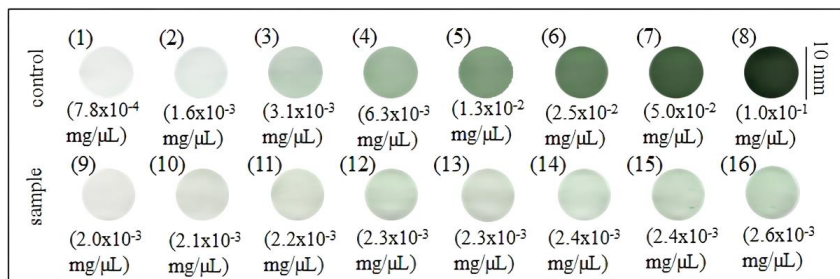 (1) (2) (3) (4) (5) (6) (7) (8)
control
10 mm
(7.8x10-4 (1.6x10-3 (3.1x10-3 (6.3x10-3 (1.3x10-2 (2.5x10-2 (5.0x10-2 (1.0x10-1
mg/μL) mg/μL) mg/μL) mg/μL) mg/μL) mg/μL) mg/μL) mg/μL)
(9) (10) (11) (12) (13) (14) (15) (16)
sample
(2.0x10-3 (2.1x10-3 (2.2x10-3 (2.3x10-3 (2.3x10-3 (2.4x10-3 (2.4x10-3 (2.6x10-3
mg/μL) mg/μL) mg/μL) mg/μL) mg/μL) mg/μL) mg/μL) mg/μL)